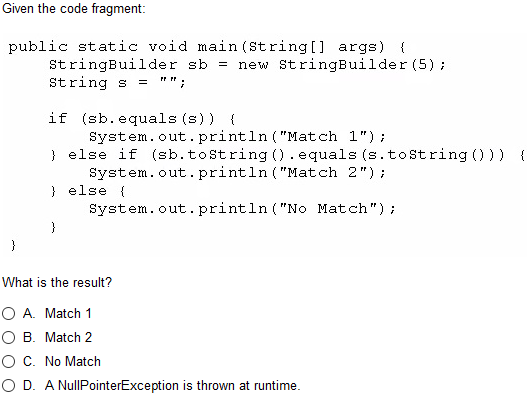 Given the code fragment:
public static void main(String[] args) {
    StringBuilder sb = new StringBuilder(5);
    String s = "";
    if (sb.equals(s)) {
        System.out.println("Match 1");
    } else if (sb.toString().equals(s.toString())) {
        System.out.println("Match 2");
    } else {
        System.out.println("No Match");
    }
}
What is the result?
A. Match 1
B. Match 2
C. No Match
D. A NullPointerException is thrown at runtime.